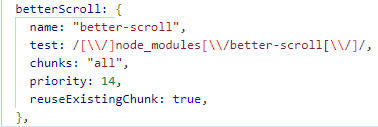 betterScroll: {
  name: "better-scroll",
  test: /[\\/]node_modules[\\/better-scroll[\\/]/,
  chunks: "all",
  priority: 14,
  reuseExistingChunk: true,
},